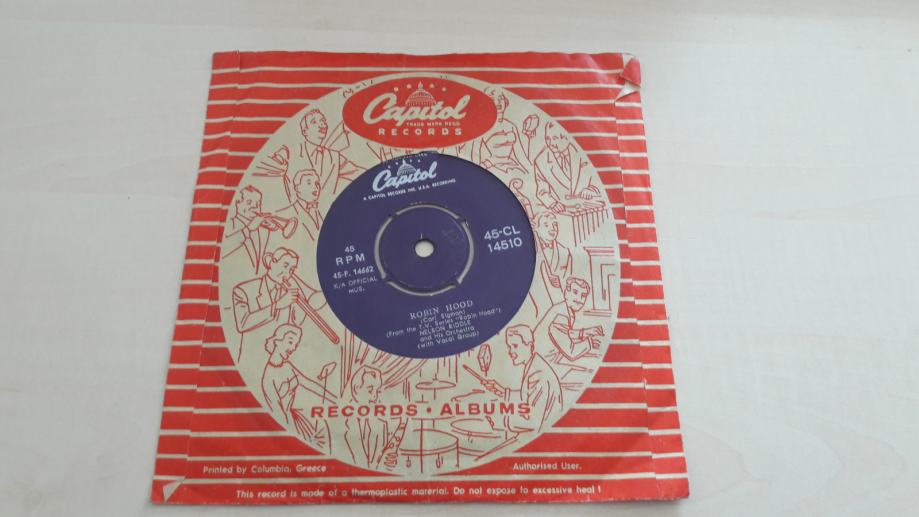 Capitol
TRADE MARK REGD
RECORDS
Capitol
A CAPITOL RECORDS INC. U.S.A. RECORDING.
45
RPM
45-P. 14662
K/A OFFICIAL
MUS.
45-CL
14510
ROBIN HOOD
(Carl Sigman)
(From the T.V. Series "Robin Hood")
NELSON RIDDLE
and His Orchestra
(with Vocal Group)
RECORDS • ALBUMS
Printed by Columbia, Greece
Authorised User.
This record is made of a thermoplastic material. Do not expose to excessive heat !